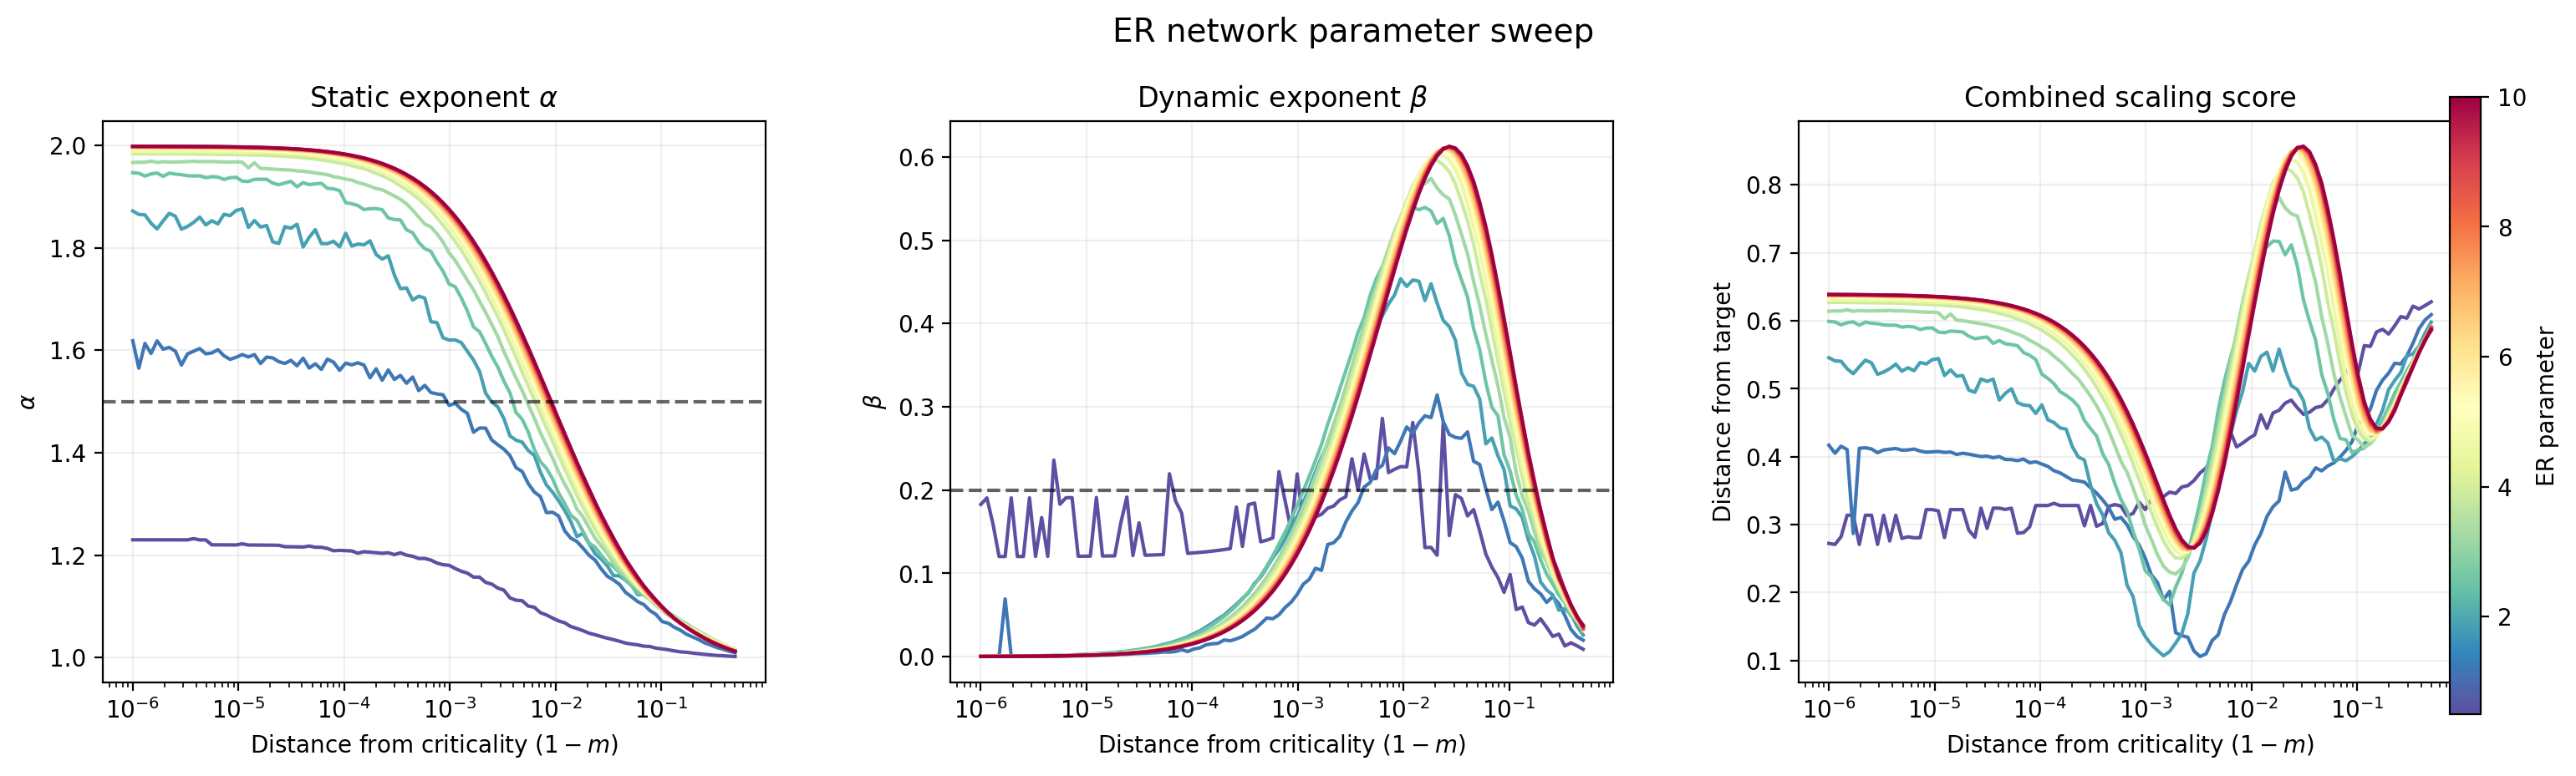 ER network parameter sweep
Static exponent α
2.0
1.8
1.6
1.4
1.2
1.0
α
10⁻⁶ 10⁻⁵ 10⁻⁴ 10⁻³ 10⁻² 10⁻¹
Distance from criticality (1 − m)
Dynamic exponent β
0.6
0.5
0.4
0.3
0.2
0.1
0.0
β
10⁻⁶ 10⁻⁵ 10⁻⁴ 10⁻³ 10⁻² 10⁻¹
Distance from criticality (1 − m)
Combined scaling score
0.8
0.7
0.6
0.5
0.4
0.3
0.2
0.1
Distance from target
10⁻⁶ 10⁻⁵ 10⁻⁴ 10⁻³ 10⁻² 10⁻¹
Distance from criticality (1 − m)
10
8
6
4
2
ER parameter